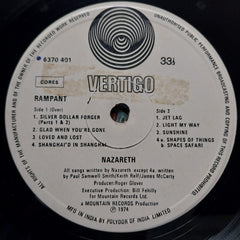 ALL RIGHTS OF THE MANUFACTURER AND OF THE OWNER OF THE RECORDED WORK RESERVED UNAUTHORISED PUBLIC PERFORMANCE BROADCASTING AND COPYING OF THIS RECORD PROHIBITED
6370 401
33⅓
CORES
VERTIGO
RAMPANT
Side 1 (Over)
1. SILVER DOLLAR FORGER
(Parts 1 & 2)
2. GLAD WHEN YOU'RE GONE
3. LOVED AND LOST
4. SHANGHAI'D IN SHANGHAI
Side 2
1. JET LAG
2. LIGHT MY WAY
3. SUNSHINE
4. a SHAPES OF THINGS
b SPACE SAFARI
NAZARETH
All songs written by Nazareth except 4a. written by
Paul Samwell Smith/Keith Relf/James McCarty
Producer: Roger Glover
Executive Production: Bill Fehilly
for Mountain Records Ltd.
A MOUNTAIN RECORDS PRODUCTION
℗ 1974
MFT IN INDIA BY POLYDOR OF INDIA LIMITED